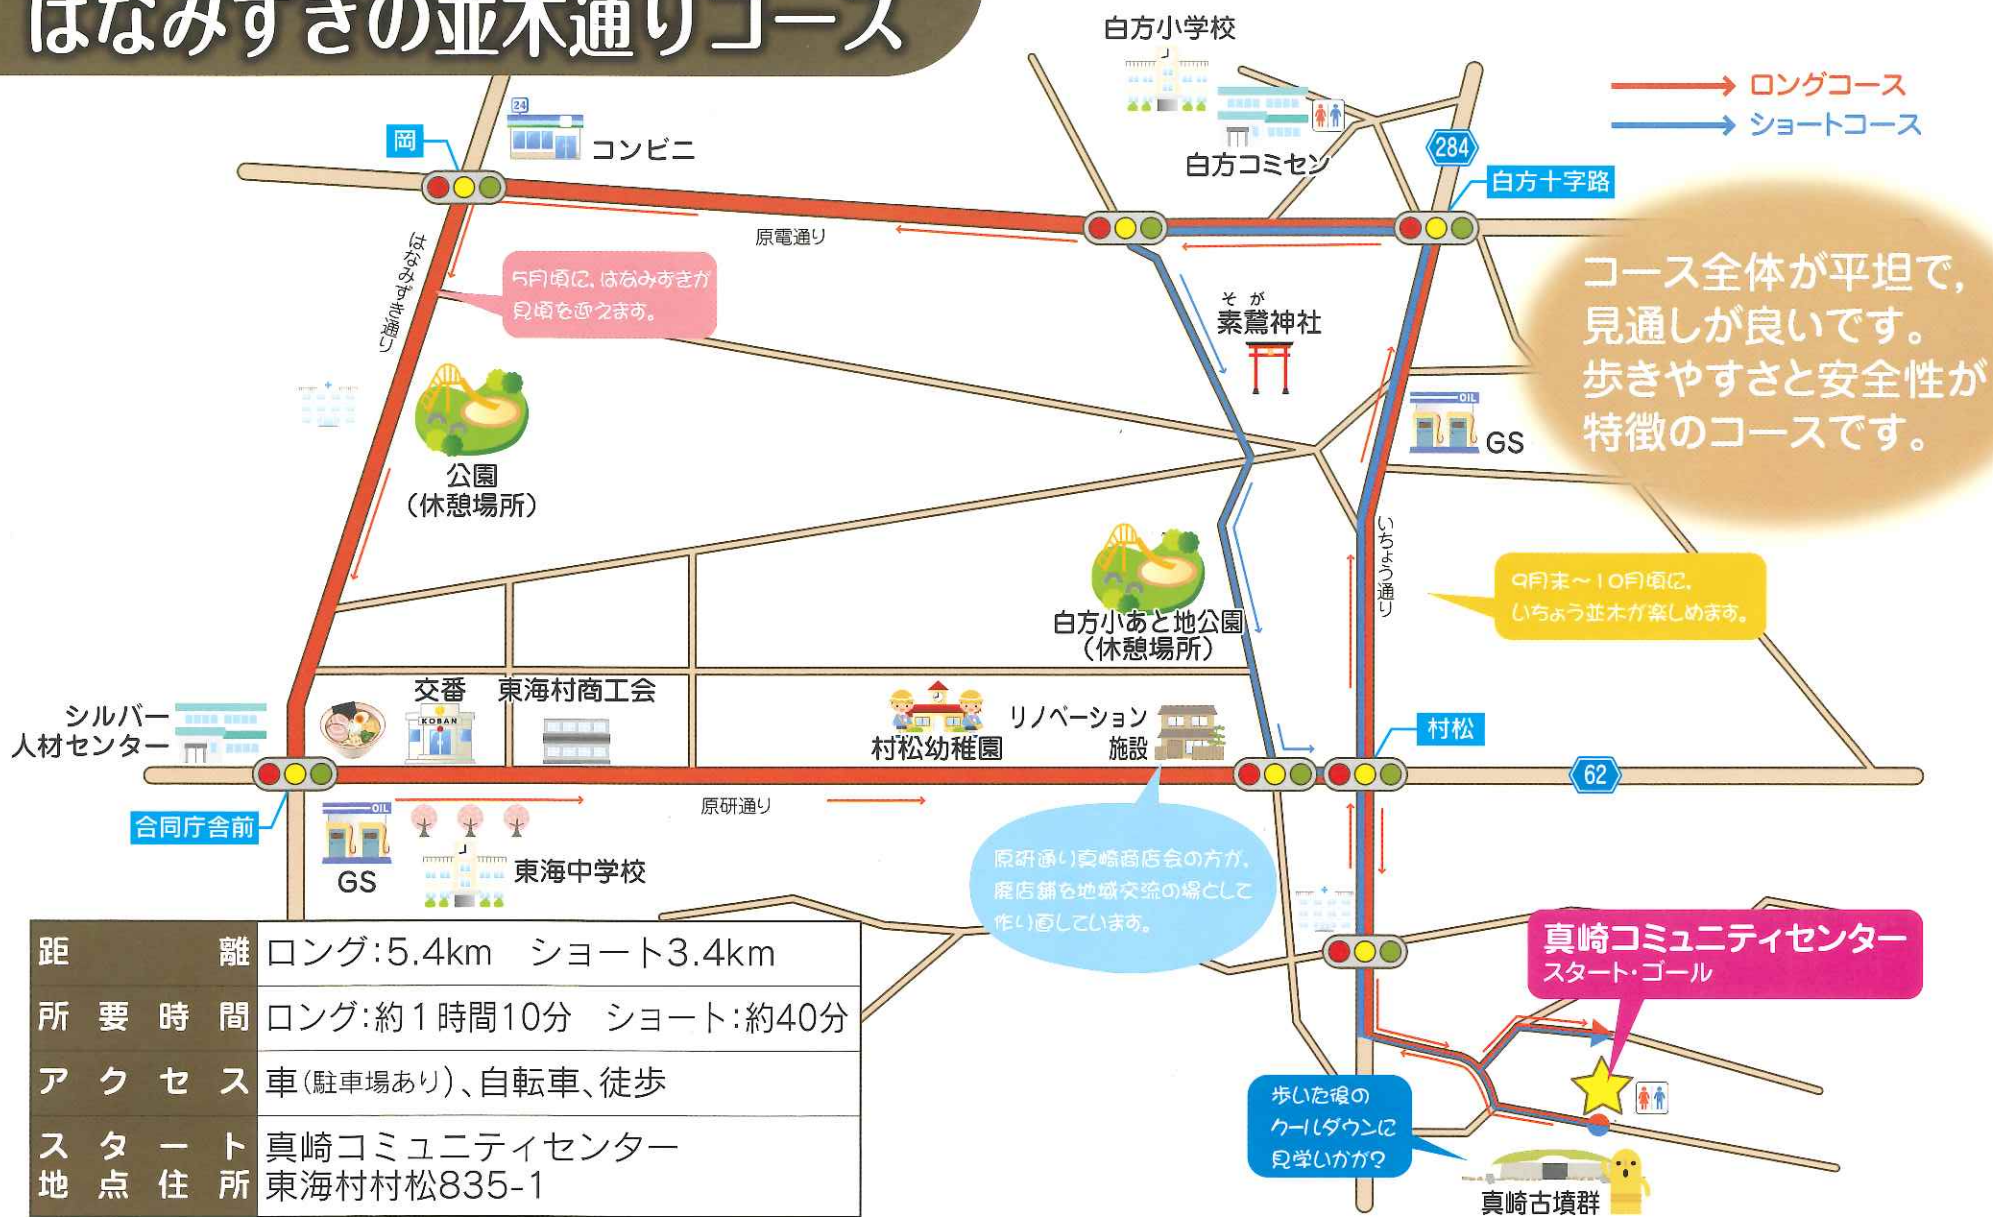 はなみずきの並木通りコース
白方小学校
ロングコース
ショートコース
24
岡
コンビニ
白方コミセン
284
白方十字路
原電通り
はなみずき通り
5月頃に、はなみずきが
見頃を迎えます。
そが
素鵞神社
コース全体が平坦で,
見通しが良いです。
歩きやすさと安全性が
特徴のコースです。
OIL
GS
公園
(休憩場所)
いちょう通り
9月末~10月頃に、
いちょう並木が楽しめます。
白方小あと地公園
(休憩場所)
シルバー
人材センター
交番
KOBAN
東海村商工会
村松幼稚園
リノベーション
施設
村松
62
合同庁舎前
OIL
GS
原研通り
東海中学校
原研通り真崎商店会の方が、
廃店舗を地域交流の場として
作り直しています。
真崎コミュニティセンター
スタート・ゴール
歩いた後の
クールダウンに
見学いかが?
真崎古墳群
距離 ロング:5.4km ショート3.4km
所要時間 ロング:約1時間10分 ショート:約40分
アクセス 車(駐車場あり)、自転車、徒歩
スタート 真崎コミュニティセンター
地点住所 東海村村松835-1